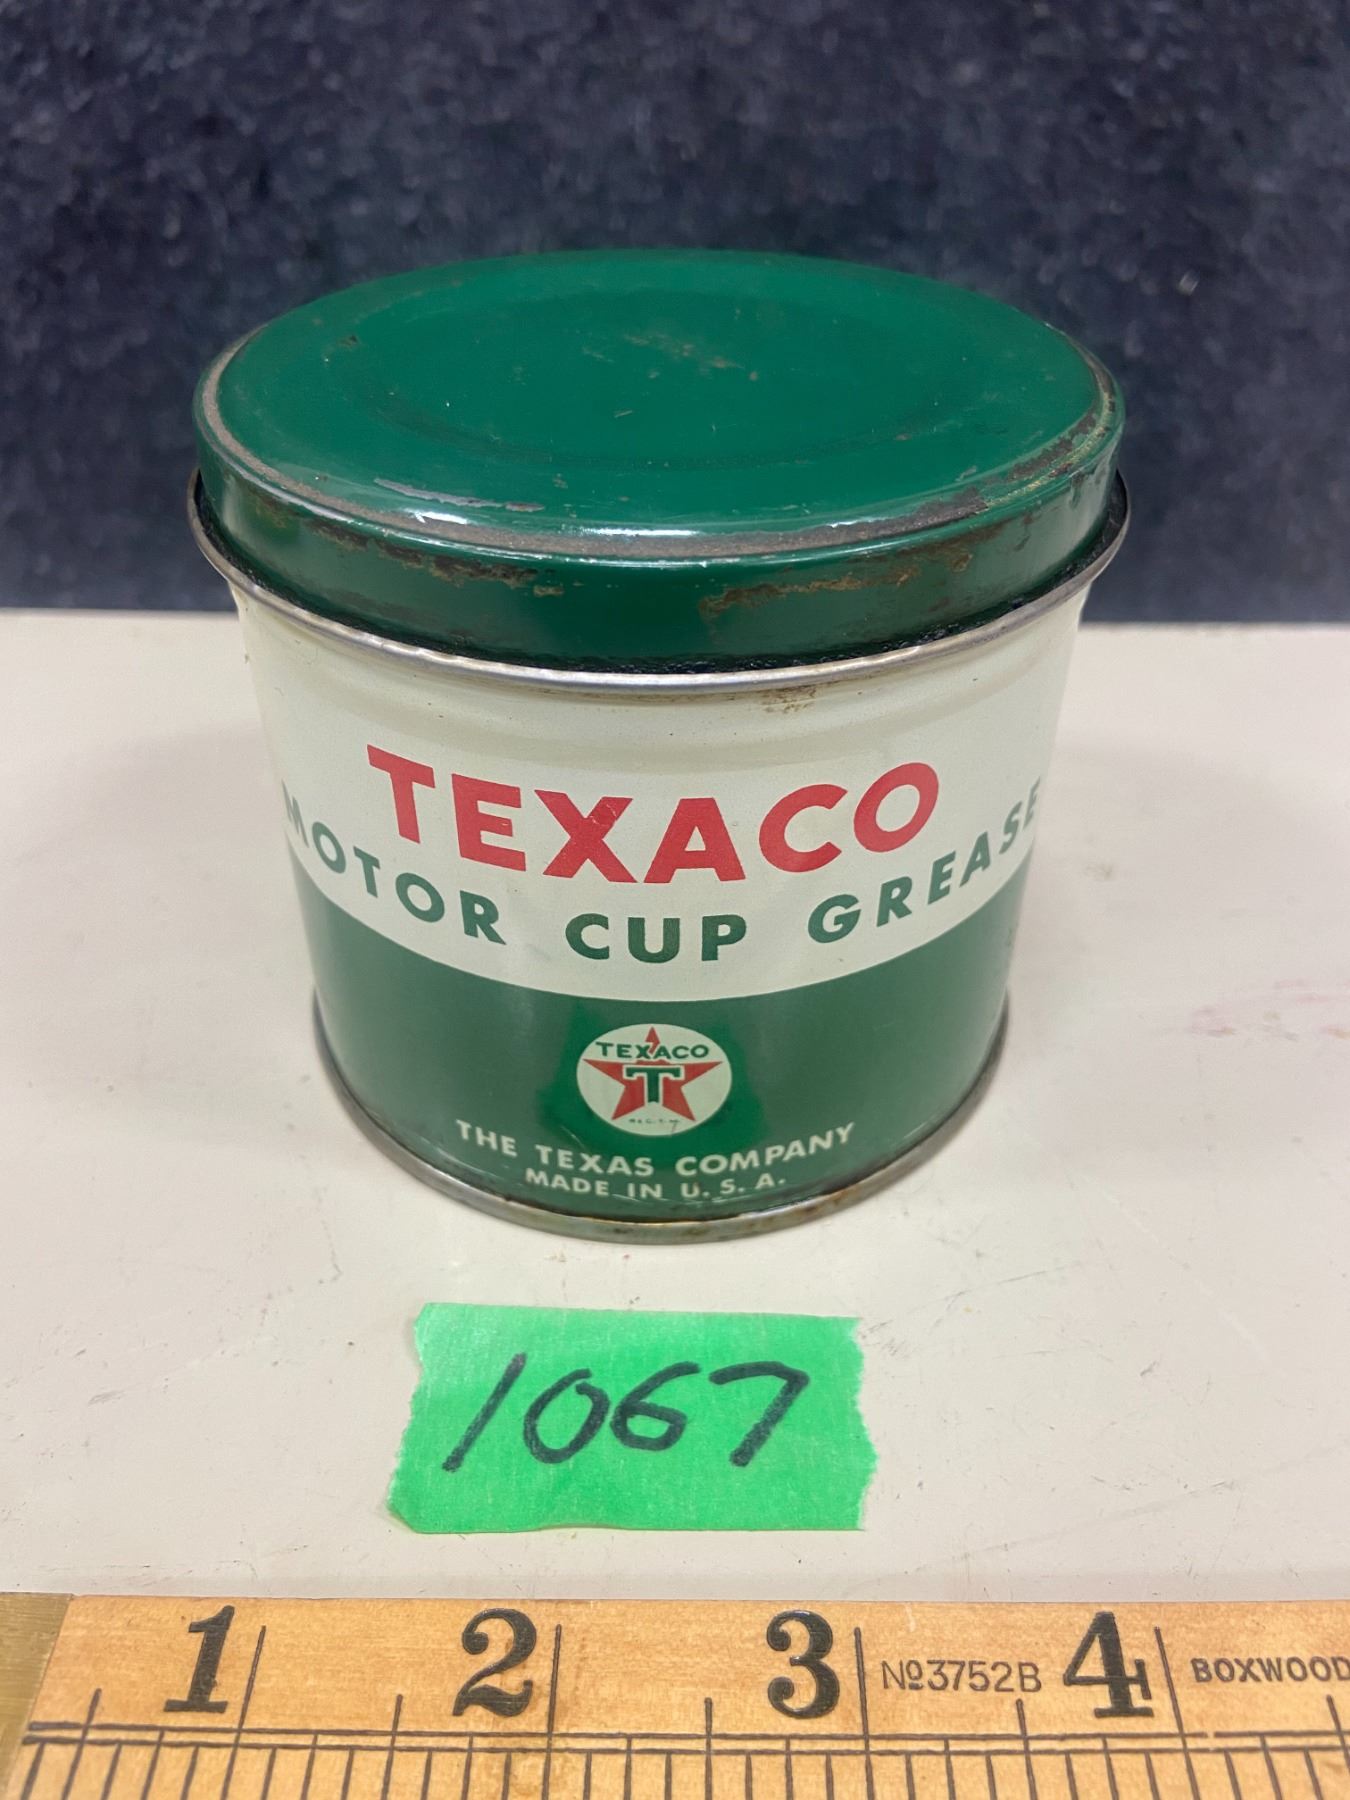 TEXACO
MOTOR CUP GREASE
TEXACO
T
THE TEXAS COMPANY
MADE IN U. S. A.
1067
1 2 3 Nº3752B 4 BOXWOOD